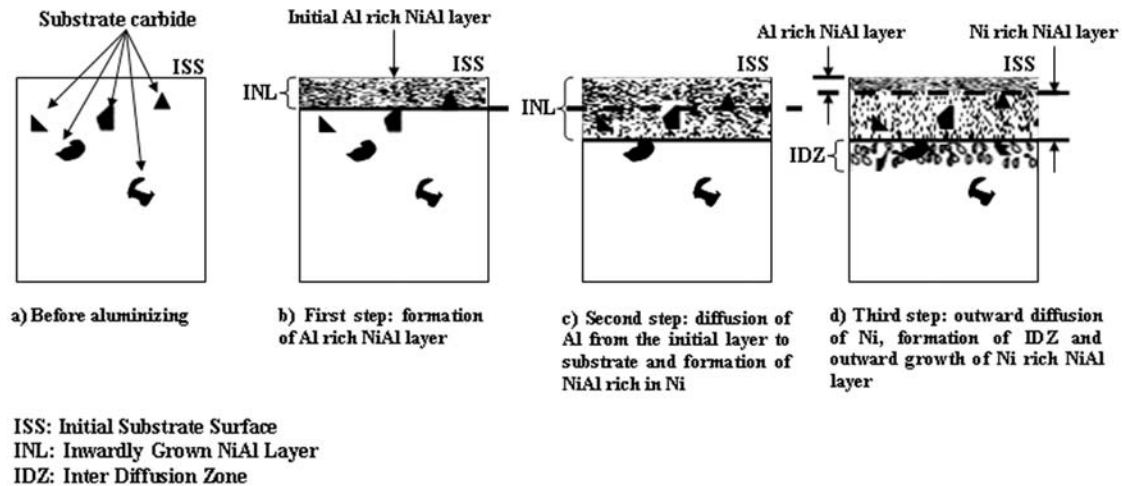 Substrate carbide
ISS
a) Before aluminizing
Initial Al rich NiAl layer
ISS
INL
b) First step: formation
of Al rich NiAl layer
ISS
INL
c) Second step: diffusion of
Al from the initial layer to
substrate and formation of
NiAl rich in Ni
Al rich NiAl layer
Ni rich NiAl layer
ISS
IDZ
d) Third step: outward diffusion
of Ni, formation of IDZ and
outward growth of Ni rich NiAl
layer
ISS: Initial Substrate Surface
INL: Inwardly Grown NiAl Layer
IDZ: Inter Diffusion Zone